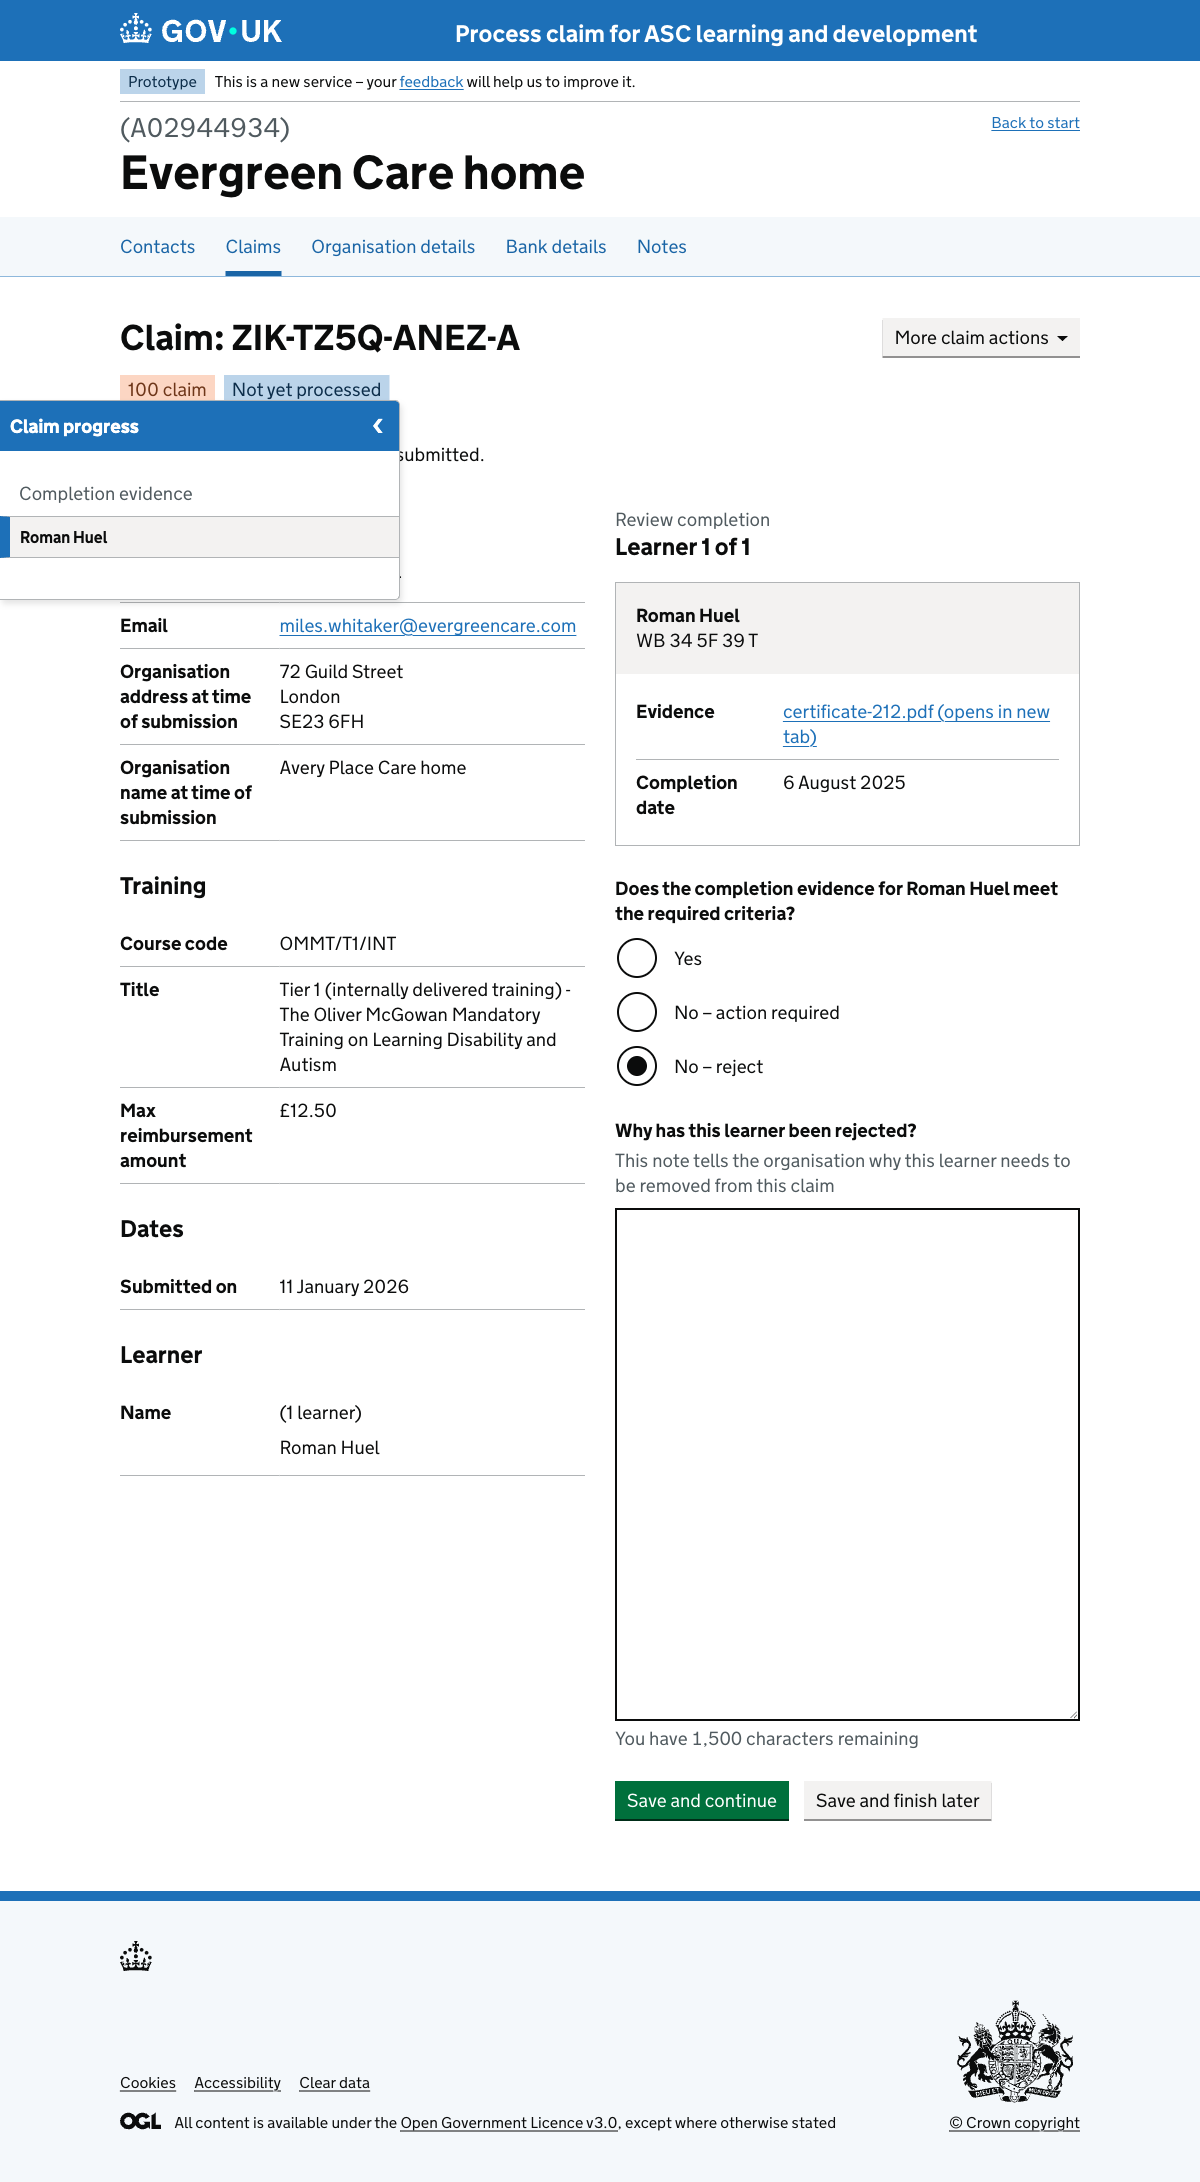 GOV·UK
Process claim for ASC learning and development
Prototype This is a new service – your feedback will help us to improve it.
(A02944934)
Back to start
Evergreen Care home
Contacts Claims Organisation details Bank details Notes
Claim: ZIK-TZ5Q-ANEZ-A
More claim actions
100 claim Not yet processed
Claim progress
submitted.
Completion evidence
Roman Huel
Email miles.whitaker@evergreencare.com
Organisation address at time of submission
72 Guild Street
London
SE23 6FH
Organisation name at time of submission
Avery Place Care home
Training
Course code OMMT/T1/INT
Title
Tier 1 (internally delivered training) -
The Oliver McGowan Mandatory
Training on Learning Disability and
Autism
Max reimbursement amount
£12.50
Dates
Submitted on 11 January 2026
Learner
Name (1 learner)
Roman Huel
Review completion
Learner 1 of 1
Roman Huel
WB 34 5F 39 T
Evidence
certificate-212.pdf (opens in new
tab)
Completion date
6 August 2025
Does the completion evidence for Roman Huel meet
the required criteria?
Yes
No – action required
No – reject
Why has this learner been rejected?
This note tells the organisation why this learner needs to
be removed from this claim
You have 1,500 characters remaining
Save and continue Save and finish later
Cookies Accessibility Clear data
OGL All content is available under the Open Government Licence v3.0, except where otherwise stated
© Crown copyright